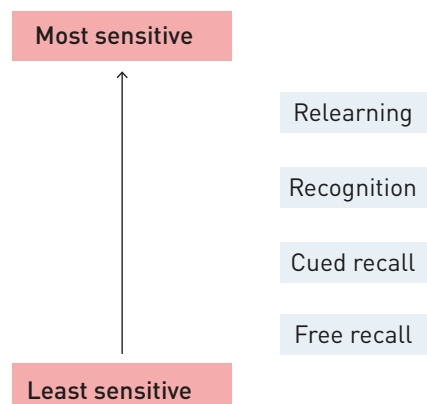 Most sensitive
Relearning
Recognition
Cued recall
Free recall
Least sensitive